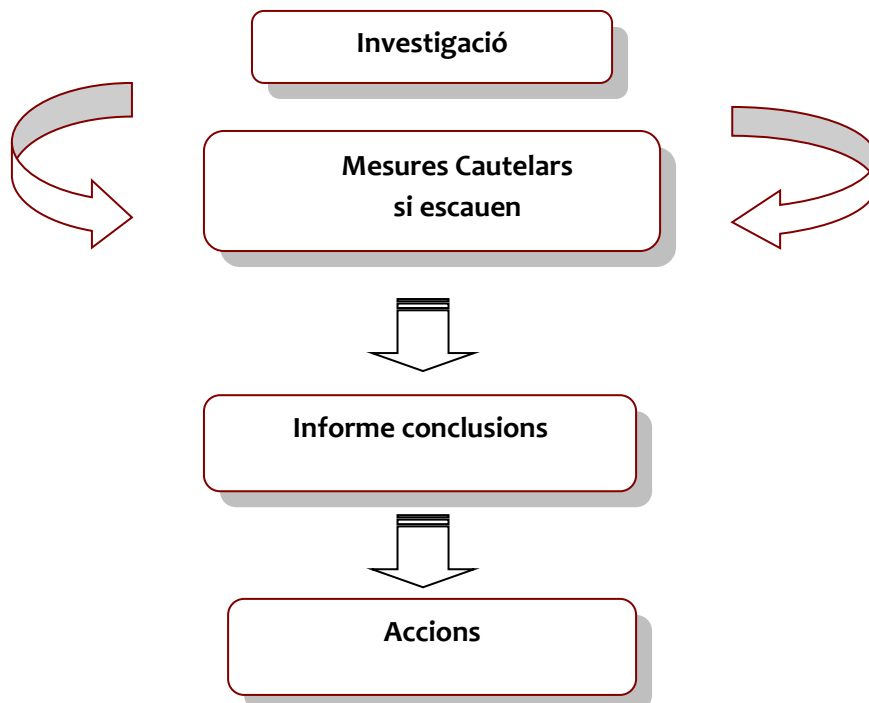 Investigació
Mesures Cautelars
si escauen
Informe conclusions
Accions